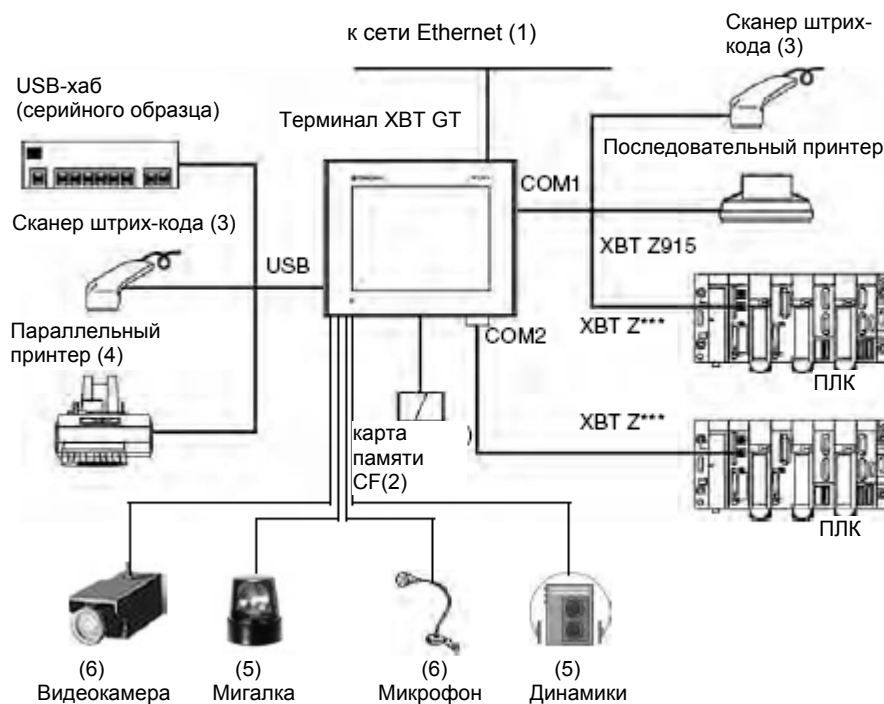 к сети Ethernet (1)
Сканер штрих-
кода (3)
USB-хаб
(серийного образца)
Терминал XBT GT
Последовательный принтер
COM1
Сканер штрих-кода (3)
XBT Z915
USB
Параллельный
принтер (4)
COM2
XBT Z***
ПЛК
карта
памяти
CF(2)
)
XBT Z***
ПЛК
(6)
Видеокамера
(5)
Мигалка
(6)
Микрофон
(5)
Динамики